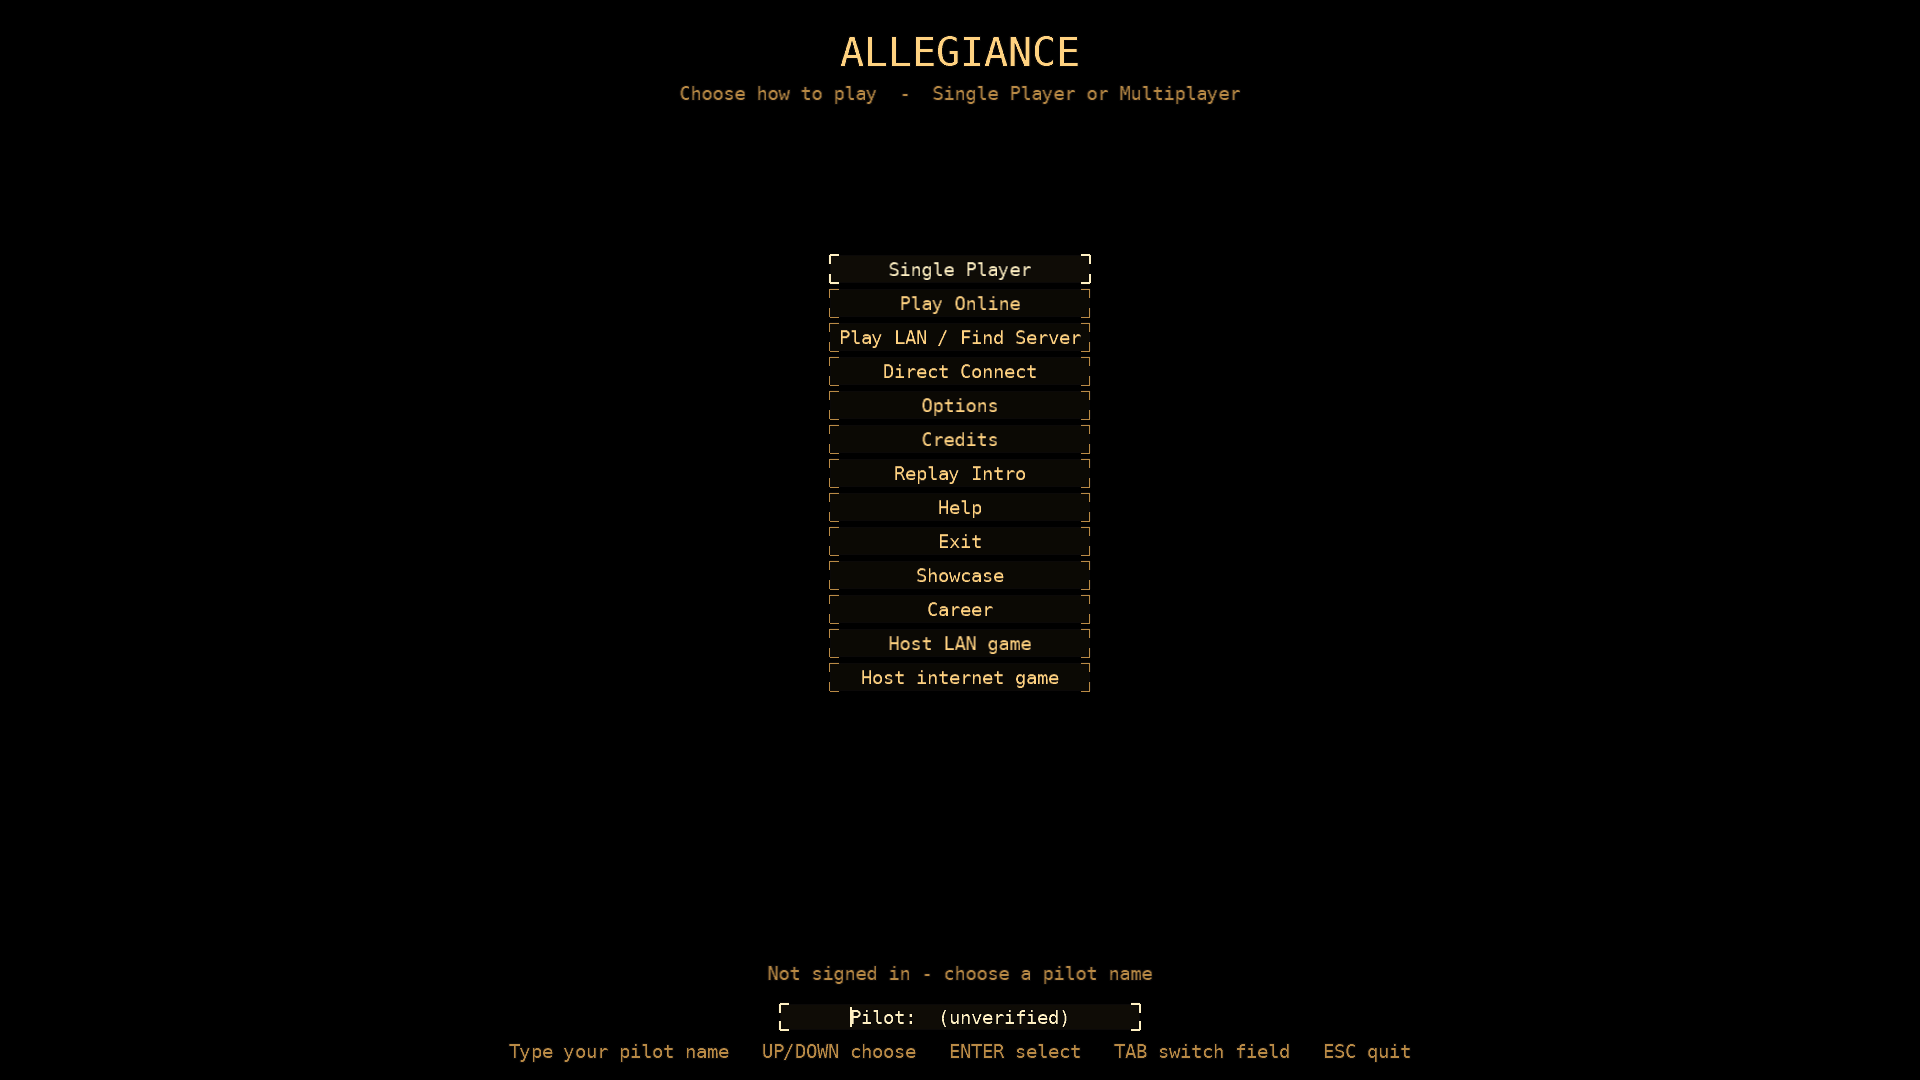 ALLEGIANCE
Choose how to play - Single Player or Multiplayer
Single Player
Play Online
Play LAN / Find Server
Direct Connect
Options
Credits
Replay Intro
Help
Exit
Showcase
Career
Host LAN game
Host internet game
Not signed in - choose a pilot name
Pilot: (unverified)
Type your pilot name UP/DOWN choose ENTER select TAB switch field ESC quit